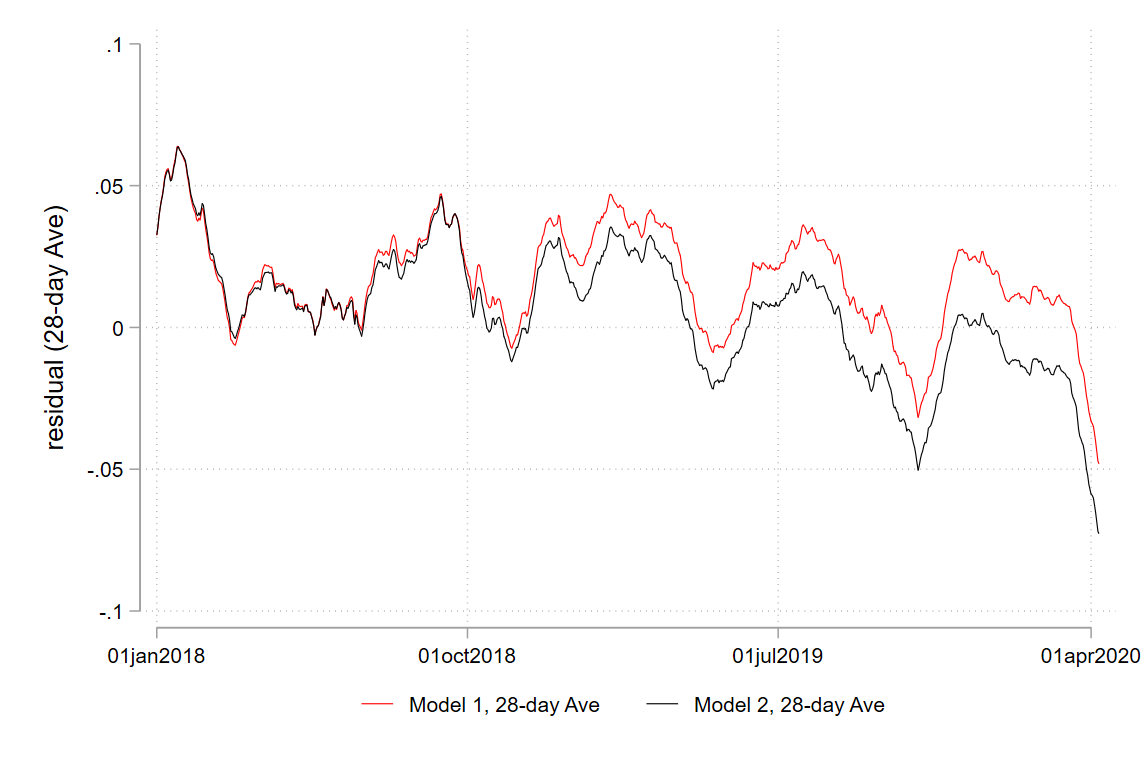 .1
.05
0
-.05
-.1
residual (28-day Ave)
01jan2018 01oct2018 01jul2019 01apr2020
Model 1, 28-day Ave Model 2, 28-day Ave